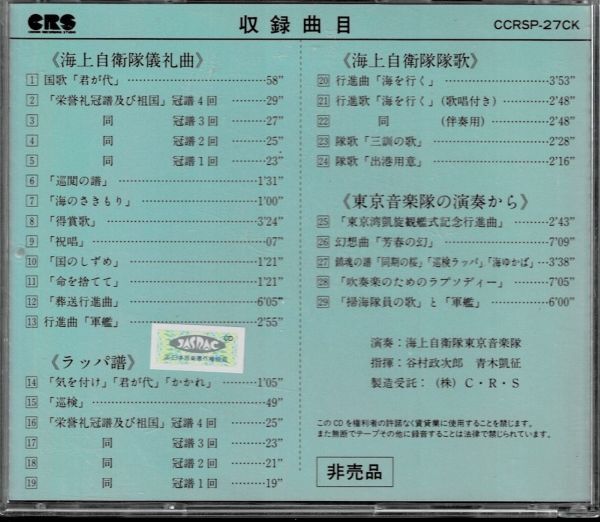 CRS
収録曲目
CCRSP-27CK
《海上自衛隊儀礼曲》
1 国歌「君が代」 58”
2 「栄誉礼冠譜及び祖国」冠譜4回 29”
3 同 冠譜3回 27”
4 同 冠譜2回 25”
5 同 冠譜1回 23”
6 「巡閲の譜」 1’31”
7 「海のさきもり」 1’00”
8 「得賞歌」 3’24”
9 「祝唱」 07”
10 「国のしずめ」 1’21”
11 「命を捨てて」 1’21”
12 「葬送行進曲」 6’05”
13 行進曲「軍艦」 2’55”
JASRAC
《ラッパ譜》
14 「気を付け」「君が代」「かかれ」 1’05”
15 「巡検」 49”
16 「栄誉礼冠譜及び祖国」冠譜4回 25”
17 同 冠譜3回 23”
18 同 冠譜2回 21”
19 同 冠譜1回 19”
《海上自衛隊隊歌》
20 行進曲「海を行く」 3’53”
21 行進歌「海を行く」(歌唱付き) 2’48”
22 同 (伴奏用) 2’48”
23 隊歌「三訓の歌」 2’28”
24 隊歌「出港用意」 2’16”
《東京音楽隊の演奏から》
25 「東京湾凱旋観艦式記念行進曲」 2’43”
26 幻想曲「芳春の幻」 7’09”
27 鎮魂の譜「同期の桜」「巡検ラッパ」「海ゆかば」 3’38”
28 「吹奏楽のためのラプソディー」 7’05”
29 「掃海隊員の歌」と「軍艦」 6’00”
演奏：海上自衛隊東京音楽隊
指揮：谷村政次郎 青木凱征
製造受託：(株)C・R・S
このCDを権利者の許諾なく賃貸業に使用することを禁じます。
また無断でテープその他に録音することは法律で禁じられています。
非売品